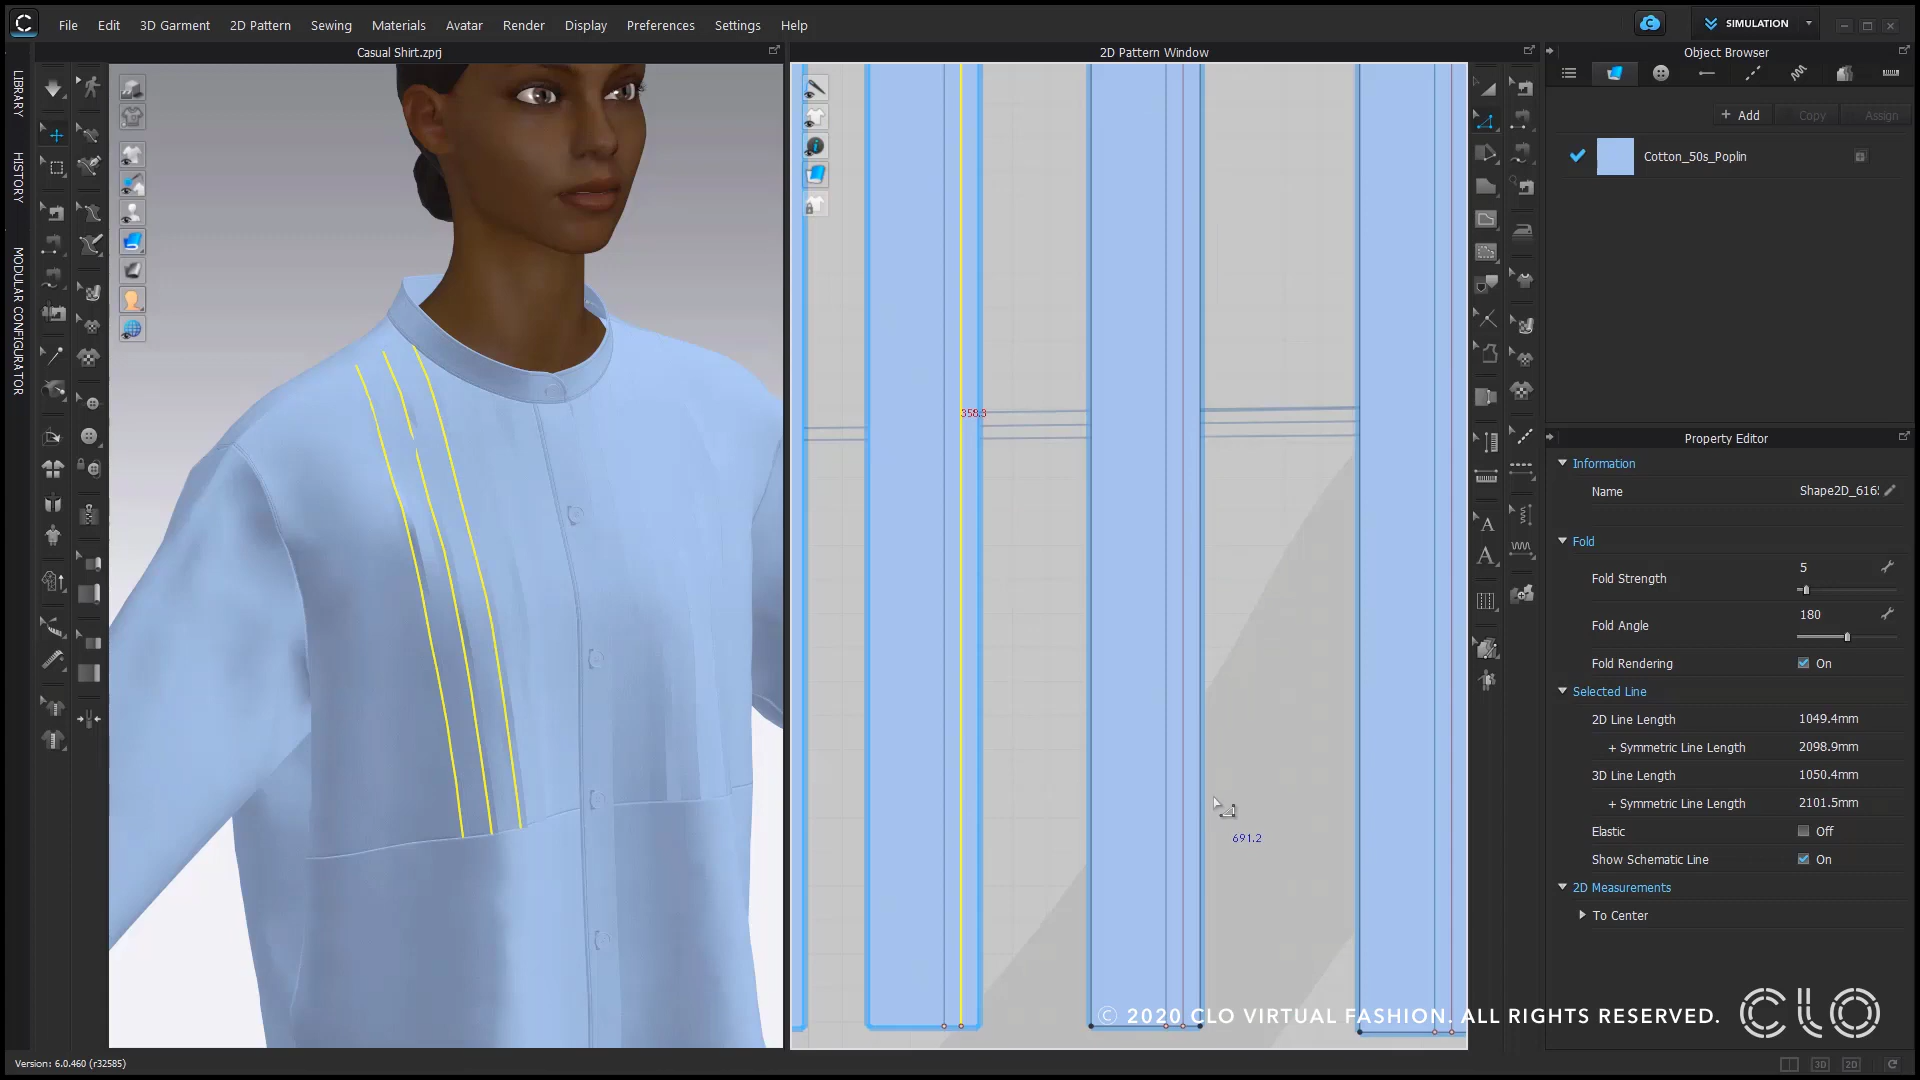 File Edit 3D Garment 2D Pattern Sewing Materials Avatar Render Display Preferences Settings Help
SIMULATION
Casual Shirt.zprj
2D Pattern Window
Object Browser
LIBRARY
HISTORY
MODULAR CONFIGURATOR
+ Add Copy Assign
Cotton_50s_Poplin
358.3
691.2
Property Editor
Information
Name Shape2D_616
Fold
Fold Strength 5
Fold Angle 180
Fold Rendering On
Selected Line
2D Line Length 1049.4mm
+ Symmetric Line Length 2098.9mm
3D Line Length 1050.4mm
+ Symmetric Line Length 2101.5mm
Elastic Off
Show Schematic Line On
2D Measurements
To Center
© 2020 CLO VIRTUAL FASHION. ALL RIGHTS RESERVED.
CLO
Version: 6.0.460 (r32585)
3D 2D